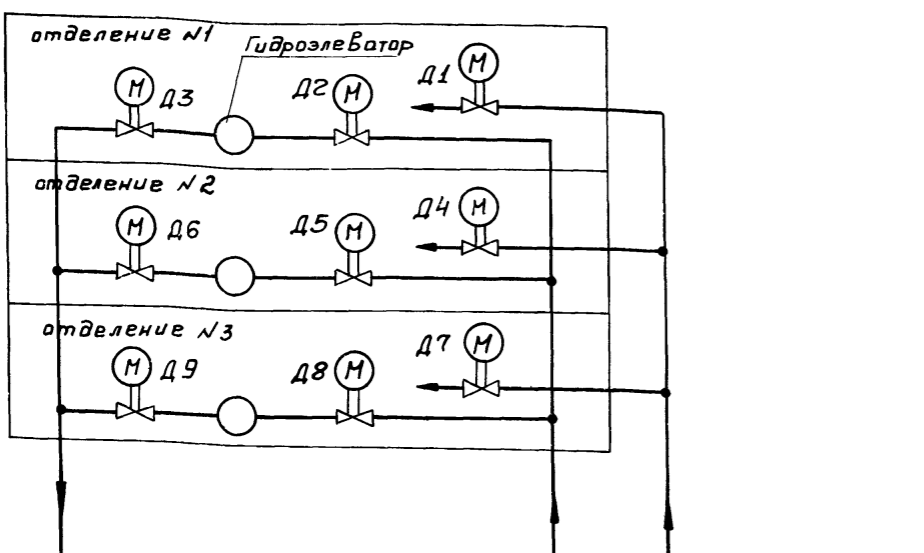 отделение №1
Гидроэлеватор
М Д3
Д2 М
Д1 М
отделение №2
М Д6
Д5 М
Д4 М
отделение №3
М Д9
Д8 М
Д7 М